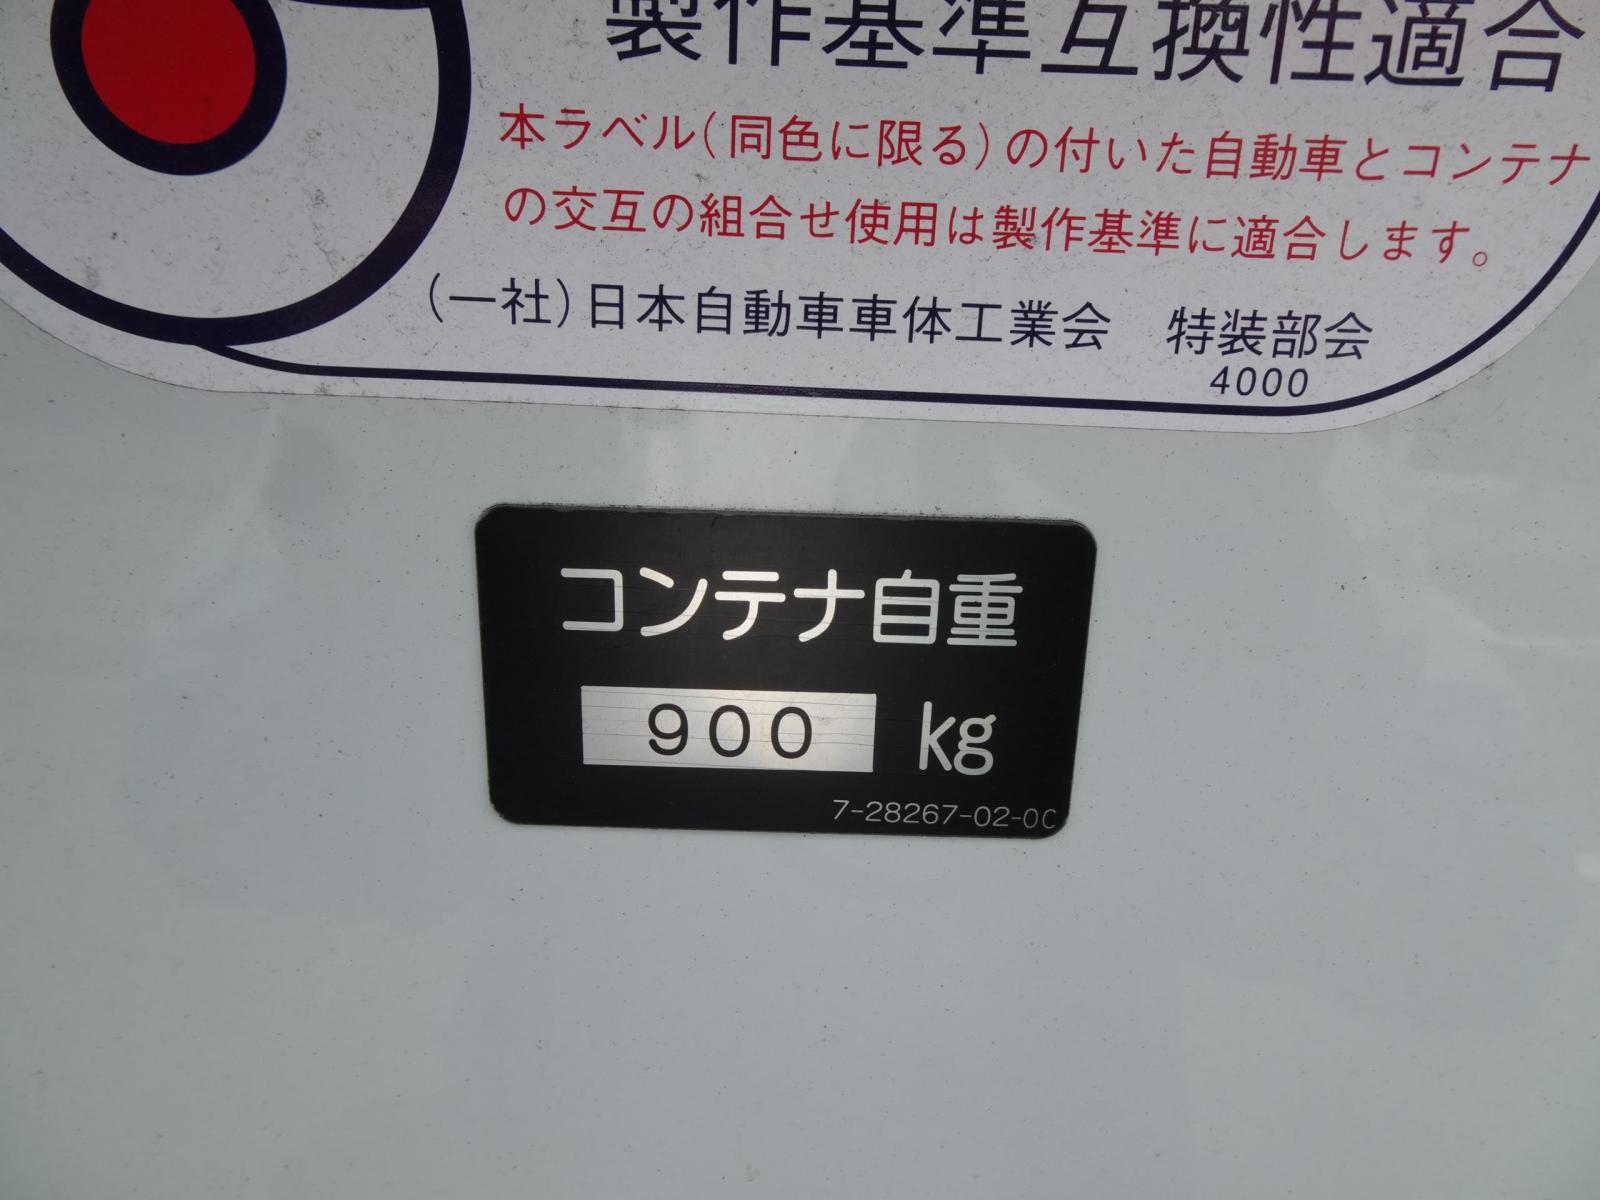 製作基準互換性適合
本ラベル(同色に限る)の付いた自動車とコンテナ
の交互の組合せ使用は製作基準に適合します。
(一社)日本自動車車体工業会 特装部会
4000
コンテナ自重
900 kg
7-28267-02-0C